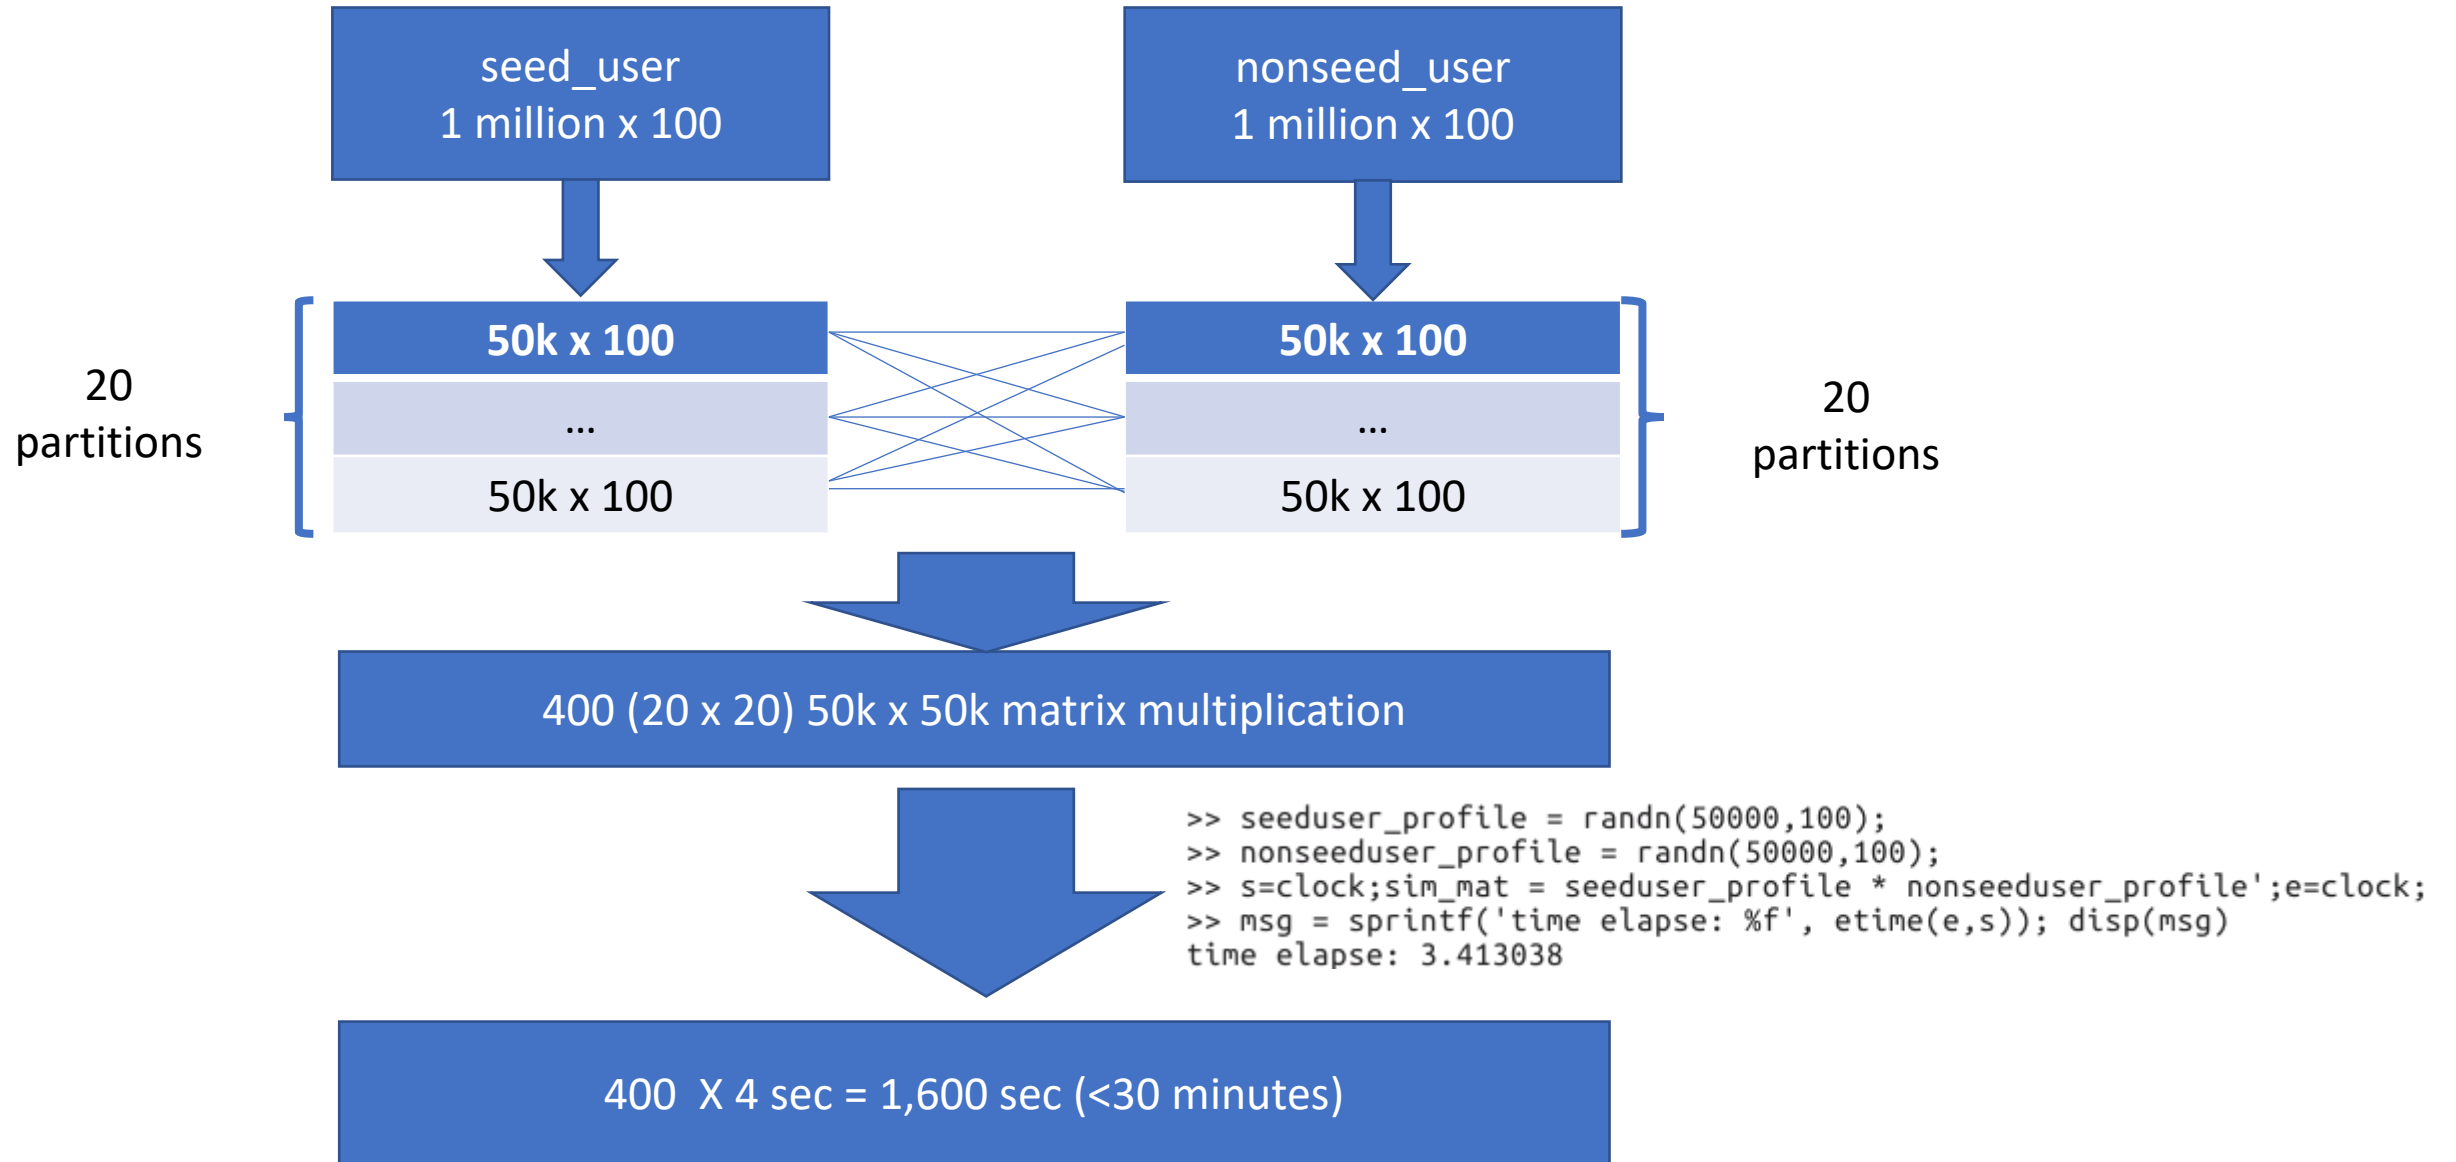 seed_user
1 million x 100
nonseed_user
1 million x 100
20
partitions
50k x 100
...
50k x 100
50k x 100
...
50k x 100
20
partitions
400 (20 x 20) 50k x 50k matrix multiplication
>> seeduser_profile = randn(50000,100);
>> nonseeduser_profile = randn(50000,100);
>> s=clock;sim_mat = seeduser_profile * nonseeduser_profile';e=clock;
>> msg = sprintf('time elapse: %f', etime(e,s)); disp(msg)
time elapse: 3.413038
400  X 4 sec = 1,600 sec (<30 minutes)